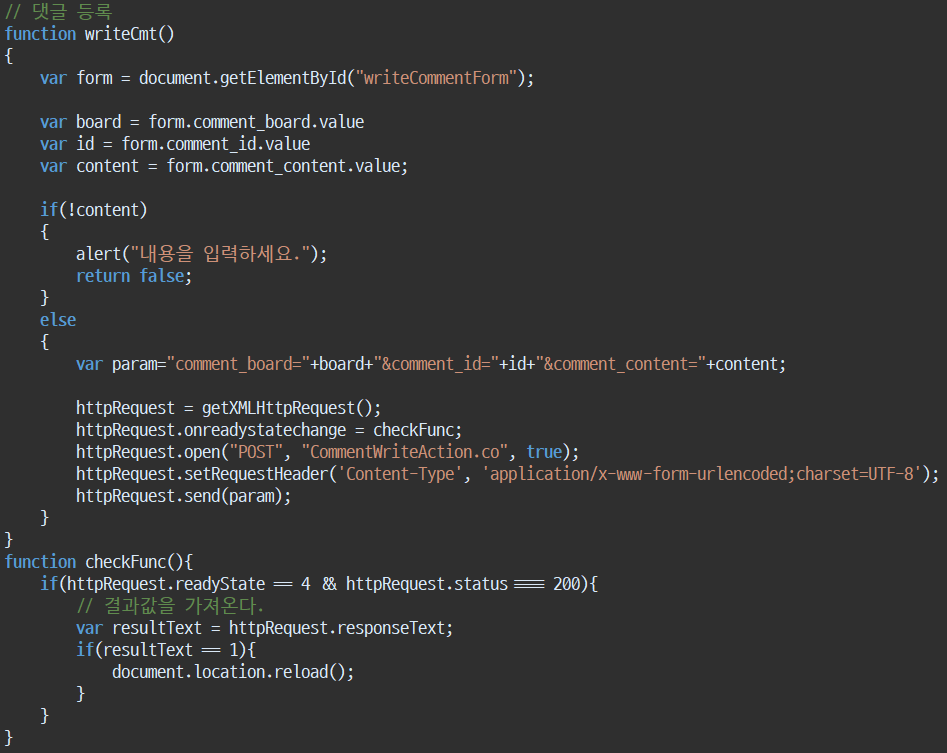 // 댓글 등록
function writeCmt()
{
    var form = document.getElementById("writeCommentForm");

    var board = form.comment_board.value
    var id = form.comment_id.value
    var content = form.comment_content.value;

    if(!content)
    {
        alert("내용을 입력하세요.");
        return false;
    }
    else
    {
        var param="comment_board="+board+"&comment_id="+id+"&comment_content="+content;

        httpRequest = getXMLHttpRequest();
        httpRequest.onreadystatechange = checkFunc;
        httpRequest.open("POST", "CommentWriteAction.co", true);
        httpRequest.setRequestHeader('Content-Type', 'application/x-www-form-urlencoded;charset=UTF-8');
        httpRequest.send(param);
    }
}
function checkFunc(){
    if(httpRequest.readyState == 4 && httpRequest.status === 200){
        // 결과값을 가져온다.
        var resultText = httpRequest.responseText;
        if(resultText == 1){
            document.location.reload();
        }
    }
}